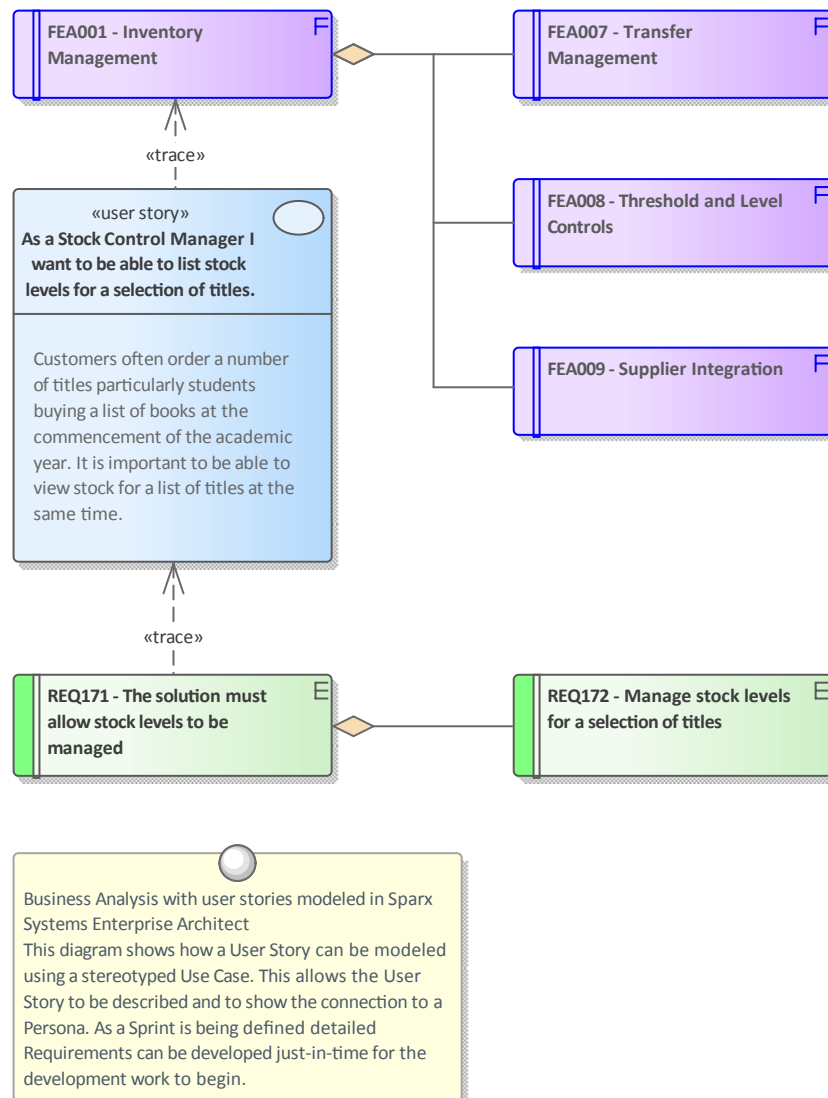 FEA001 - Inventory
Management
F
FEA007 - Transfer
Management
F
«trace»
«user story»
As a Stock Control Manager I
want to be able to list stock
levels for a selection of titles.
FEA008 - Threshold and Level
Controls
F
Customers often order a number
of titles particularly students
buying a list of books at the
commencement of the academic
year. It is important to be able to
view stock for a list of titles at the
same time.
FEA009 - Supplier Integration
F
«trace»
REQ171 - The solution must
allow stock levels to be
managed
E
REQ172 - Manage stock levels
for a selection of titles
E
Business Analysis with user stories modeled in Sparx
Systems Enterprise Architect
This diagram shows how a User Story can be modeled
using a stereotyped Use Case. This allows the User
Story to be described and to show the connection to a
Persona. As a Sprint is being defined detailed
Requirements can be developed just-in-time for the
development work to begin.